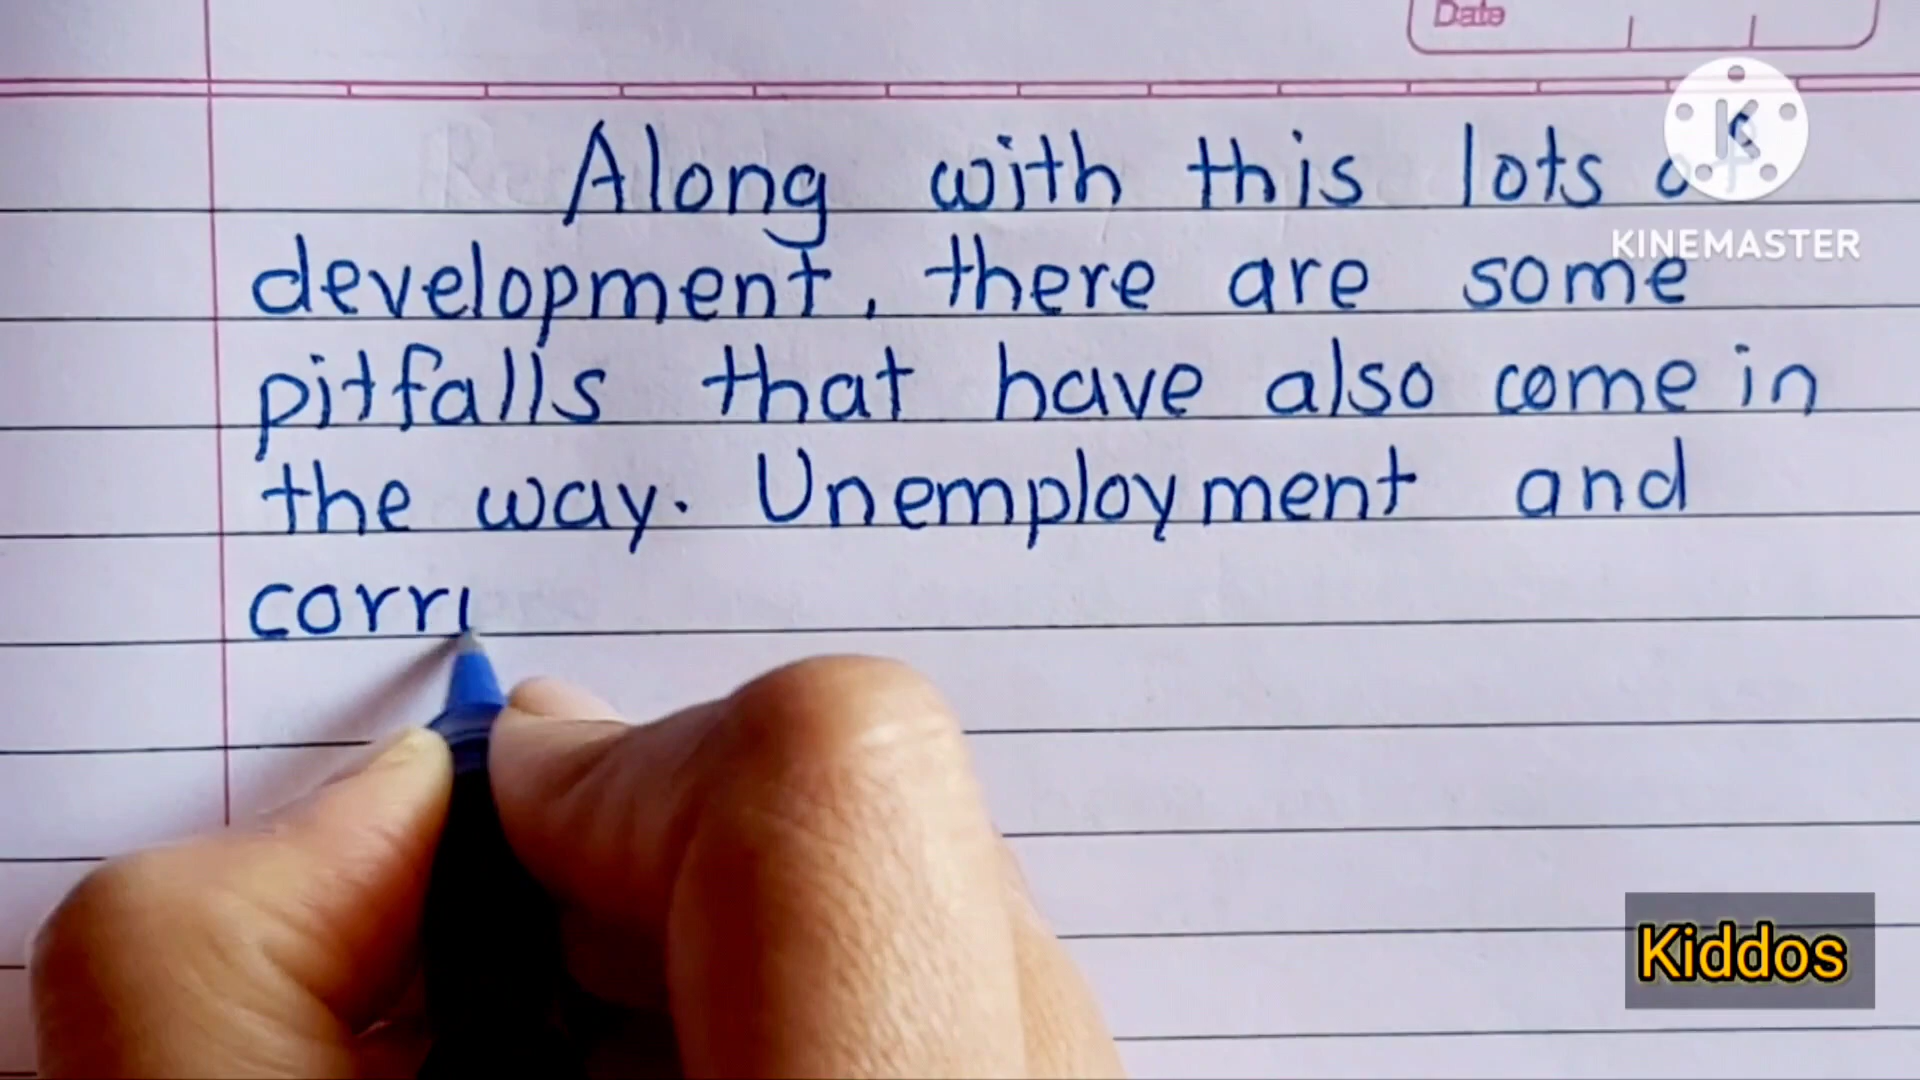 Date
Along with this lots of
KINEMASTER
development, there are some
pitfalls that have also come in
the way. Unemployment and
corr
Kiddos